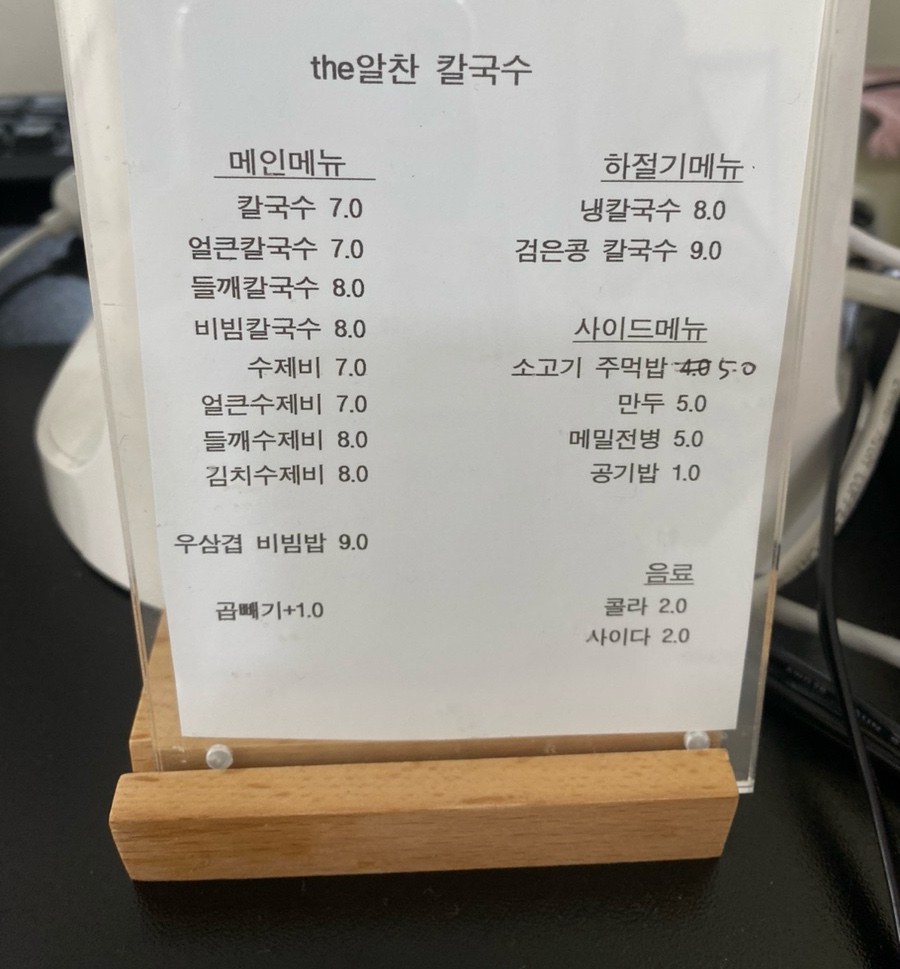 the알찬 칼국수
메인메뉴
칼국수 7.0
얼큰칼국수 7.0
들깨칼국수 8.0
비빔칼국수 8.0
수제비 7.0
얼큰수제비 7.0
들깨수제비 8.0
김치수제비 8.0
우삼겹 비빔밥 9.0
곱빼기+1.0
하절기메뉴
냉칼국수 8.0
검은콩 칼국수 9.0
사이드메뉴
소고기 주먹밥 4.0 5.0
만두 5.0
메밀전병 5.0
공기밥 1.0
음료
콜라 2.0
사이다 2.0